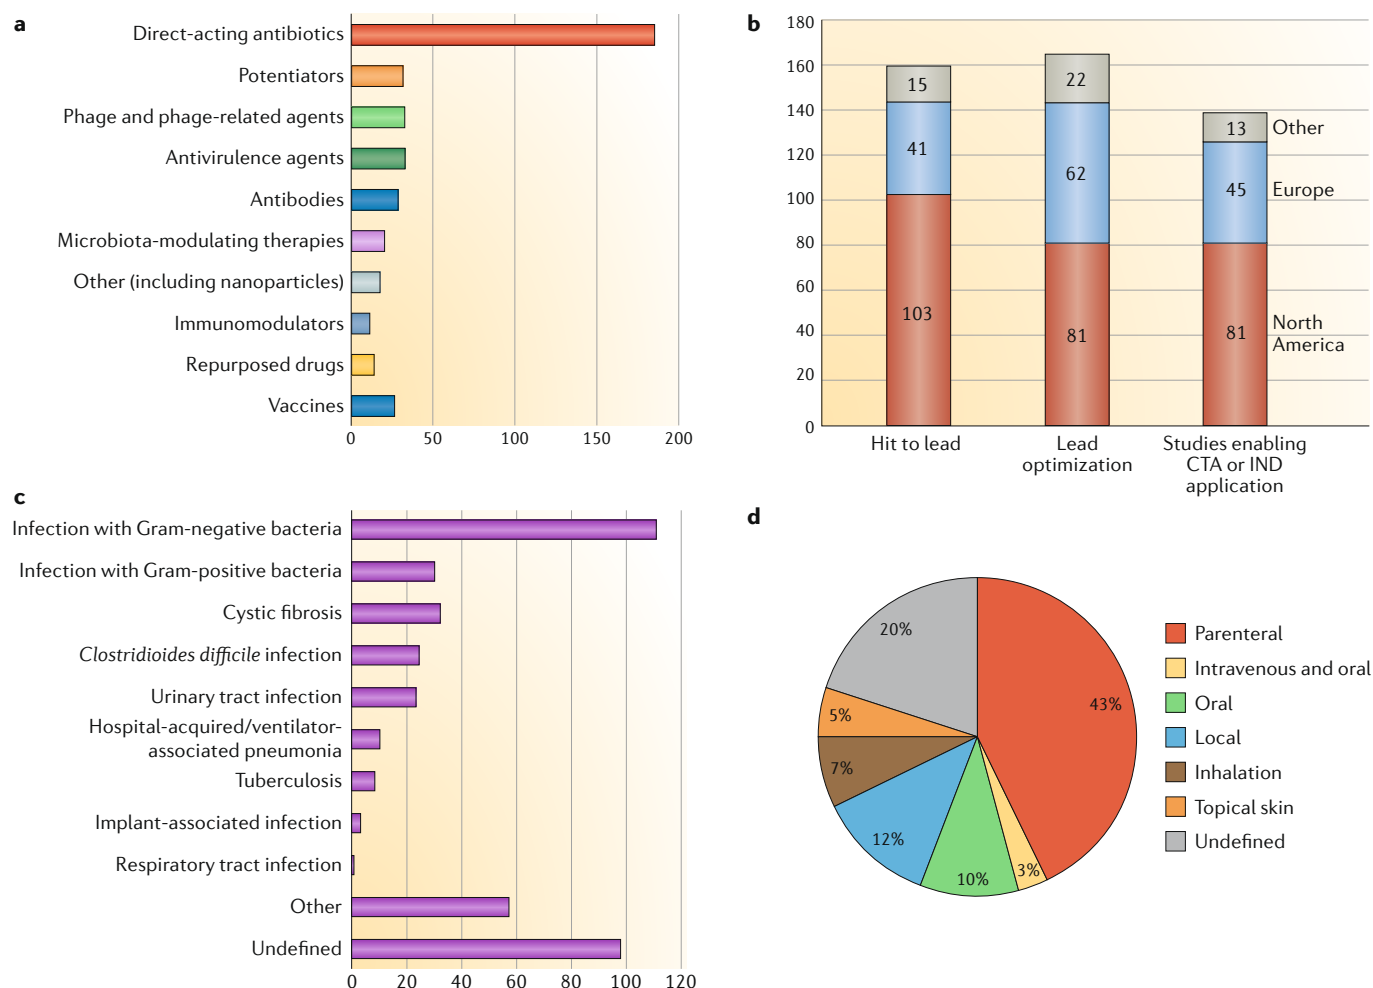 a
Direct-acting antibiotics
Potentiators
Phage and phage-related agents
Antivirulence agents
Antibodies
Microbiota-modulating therapies
Other (including nanoparticles)
Immunomodulators
Repurposed drugs
Vaccines
0 50 100 150 200
b
180
160
140
120
100
80
60
40
20
0
15
41
103
22
62
81
13
45
81
Other
Europe
North
America
Hit to lead
Lead
optimization
Studies enabling
CTA or IND
application
c
Infection with Gram-negative bacteria
Infection with Gram-positive bacteria
Cystic fibrosis
Clostridioides difficile infection
Urinary tract infection
Hospital-acquired/ventilator-
associated pneumonia
Tuberculosis
Implant-associated infection
Respiratory tract infection
Other
Undefined
0 20 40 60 80 100 120
d
20%
43%
5%
7%
12%
10%
3%
Parenteral
Intravenous and oral
Oral
Local
Inhalation
Topical skin
Undefined